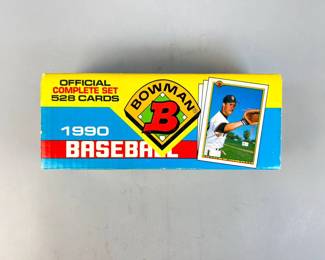 OFFICIAL
COMPLETE SET
528 CARDS
BOWMAN
B
1990
BASEBALL